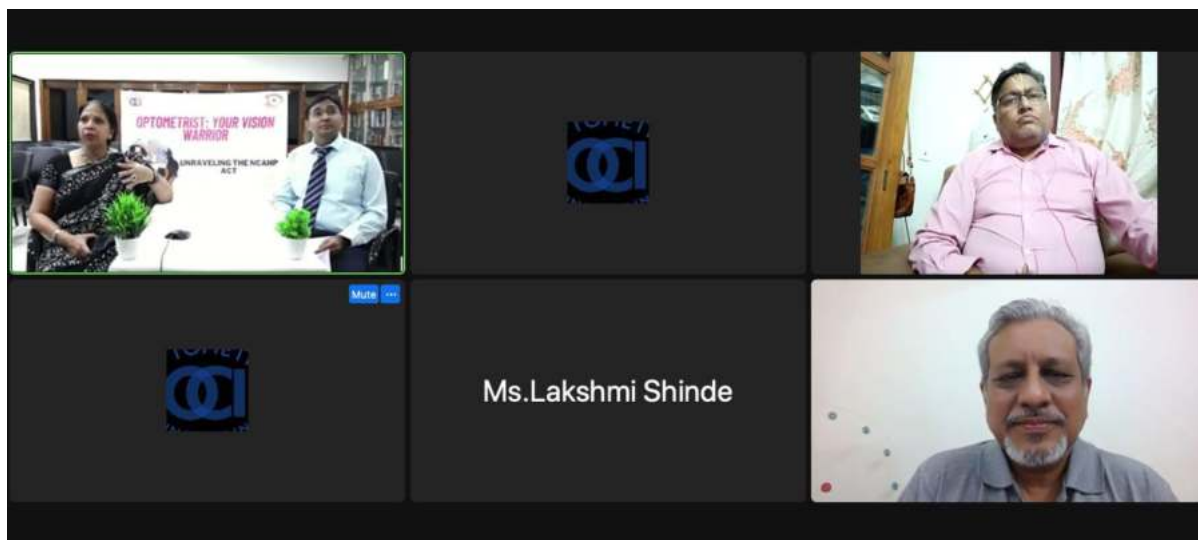 OPTOMETRIST: YOUR VISION
WARRIOR
UNRAVELING THE NCAHP
ACT
OCI
Mute
OCI
Ms.Lakshmi Shinde